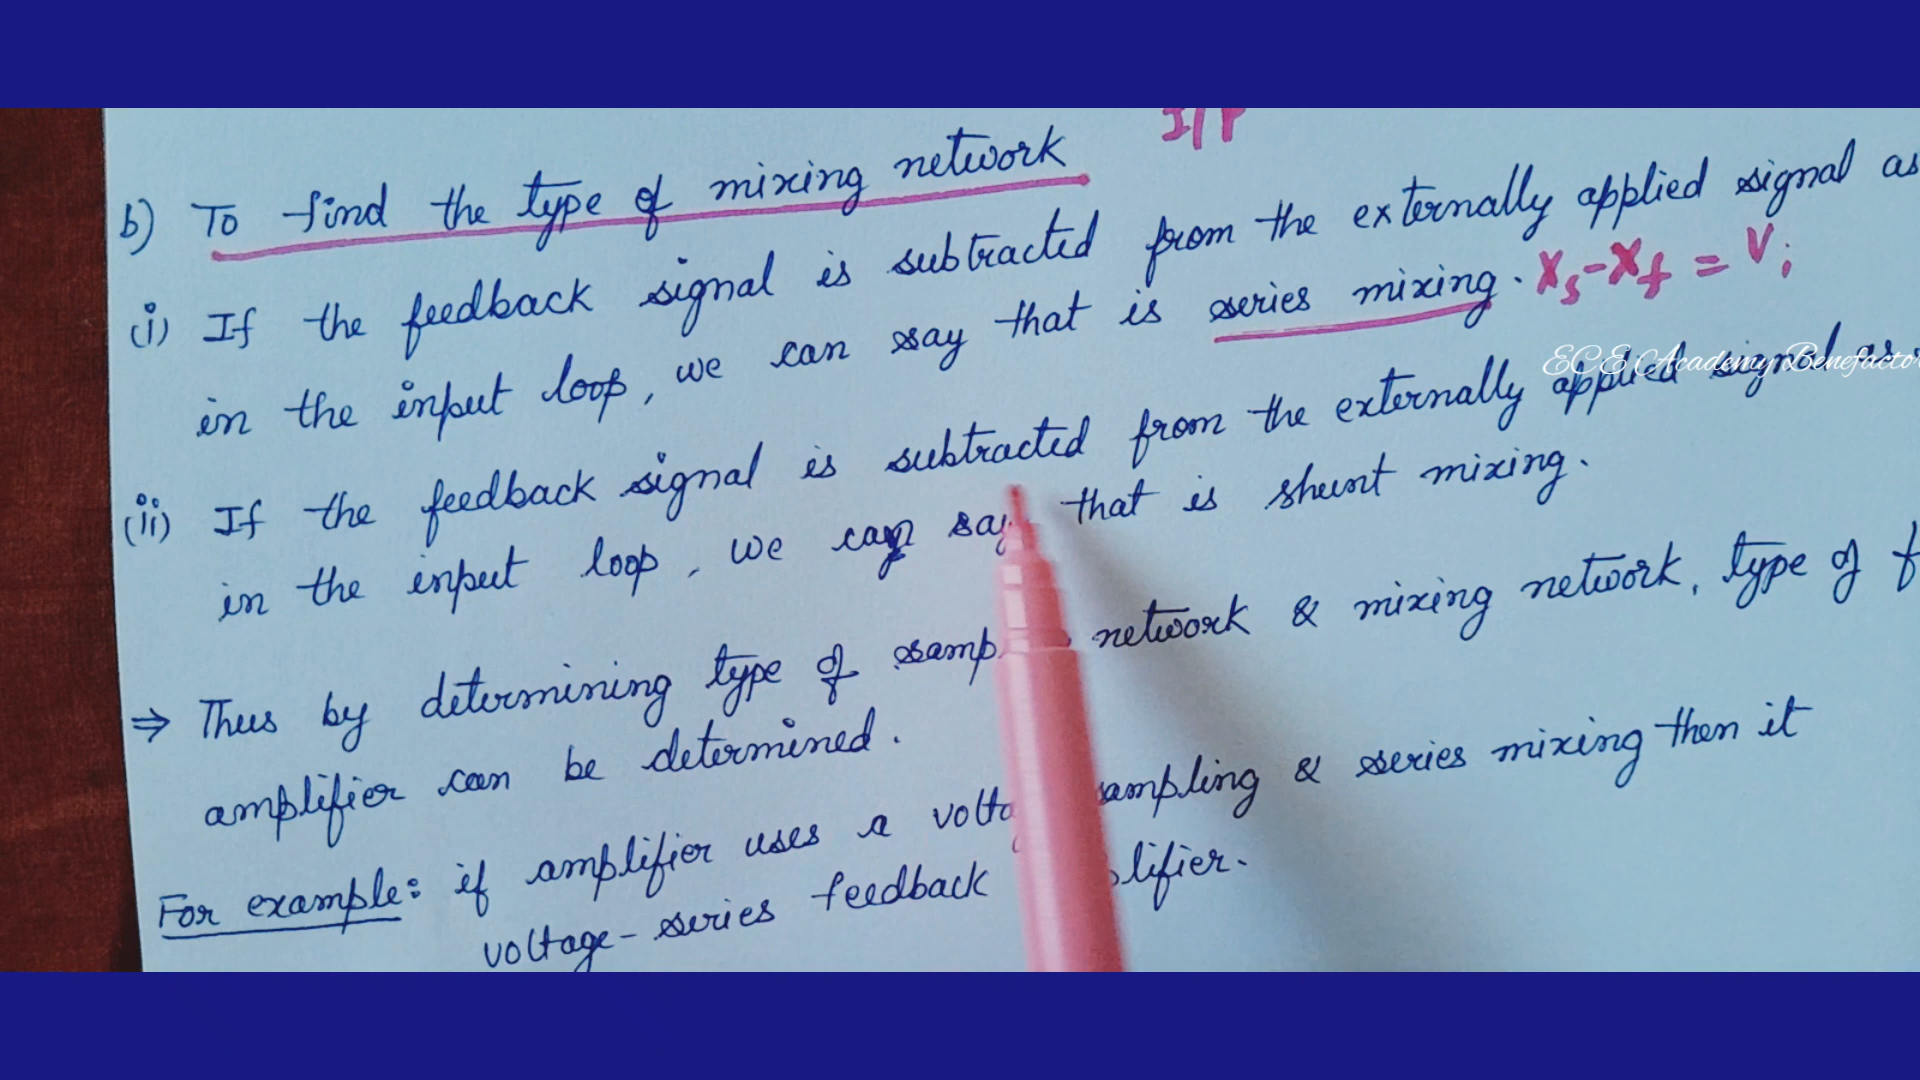 I/P
b) To find the type of mixing network
(i) If the feedback signal is subtracted from the externally applied signal as
in the input loop, we can say that is series mixing. Xs-Xf = Vi
ECE Academy Benefactor
(ii) If the feedback signal is subtracted from the externally applied signal as
in the input loop, we can say that is shunt mixing.
⇒ Thus by determining type of samp network & mixing network, type of f
amplifier can be determined.
For example: if amplifier uses a volta sampling & series mixing then it
voltage-series feedback plifier.